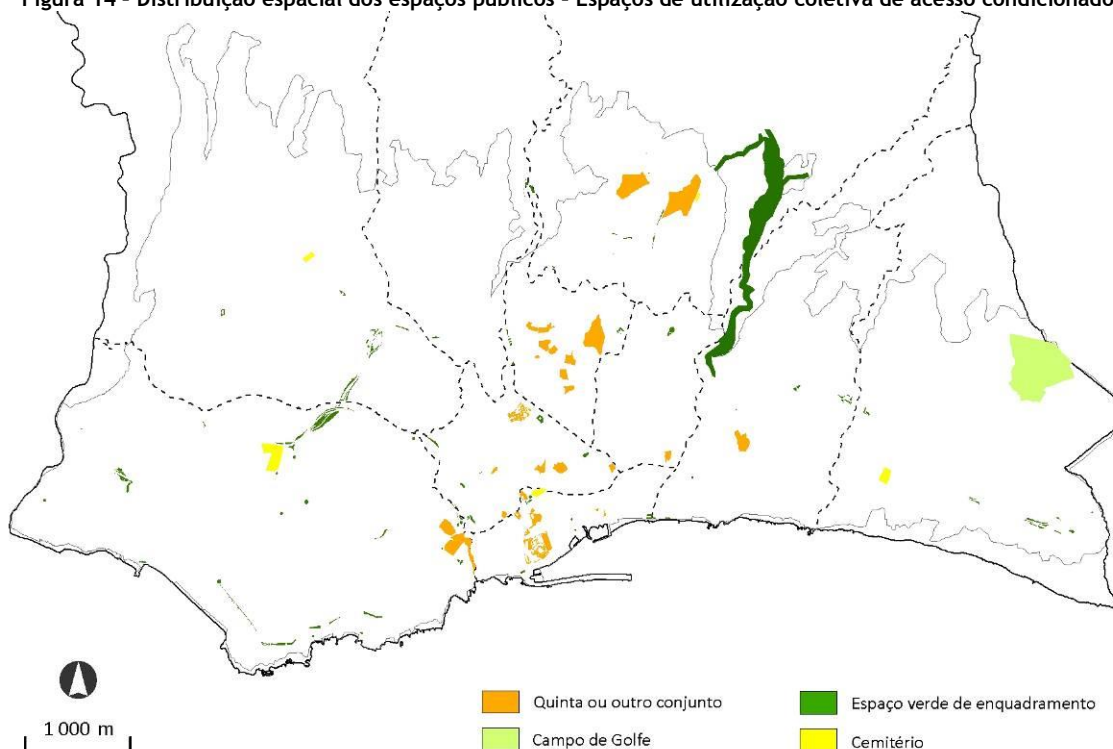 Figura 14 - Distribuição espacial dos espaços públicos - Espaços de utilização coletiva de acesso condicionado
1 000 m
Quinta ou outro conjunto
Espaço verde de enquadramento
Campo de Golfe
Cemitério